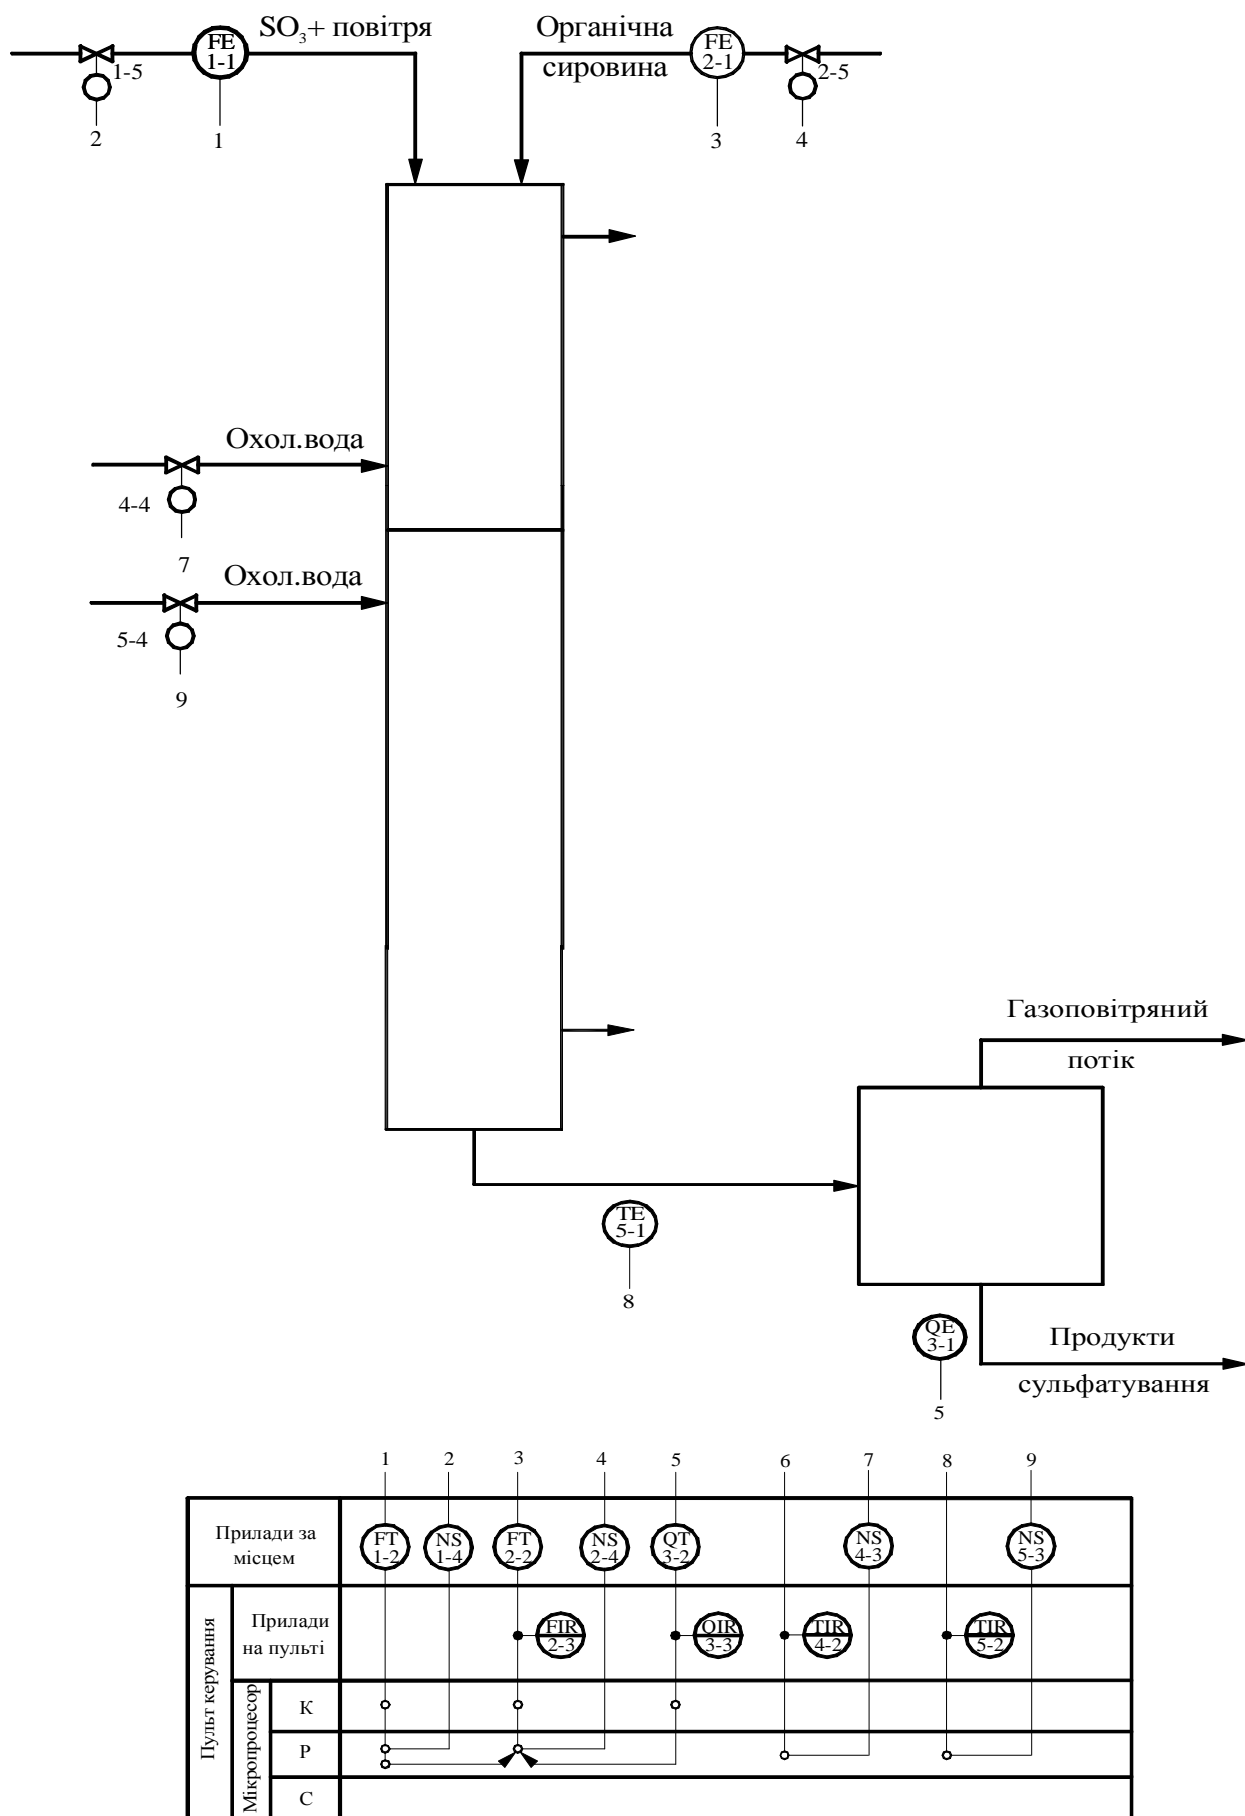 SO₃+ повітря
Органічна
сировина
FE
1-1
FE
2-1
1-5
2-5
2
1
3
4
Охол.вода
4-4
7
Охол.вода
5-4
9
Газоповітряний
потік
TE
5-1
8
QE
3-1
5
Продукти
сульфатування
1 2 3 4 5 6 7 8 9
Прилади за
місцем
FT
1-2
NS
1-4
FT
2-2
NS
2-4
QT
3-2
NS
4-3
NS
5-3
Пульт керування
Прилади
на пульті
FIR
2-3
QIR
3-3
TIR
4-2
TIR
5-2
Мікропроцесор
К
Р
С